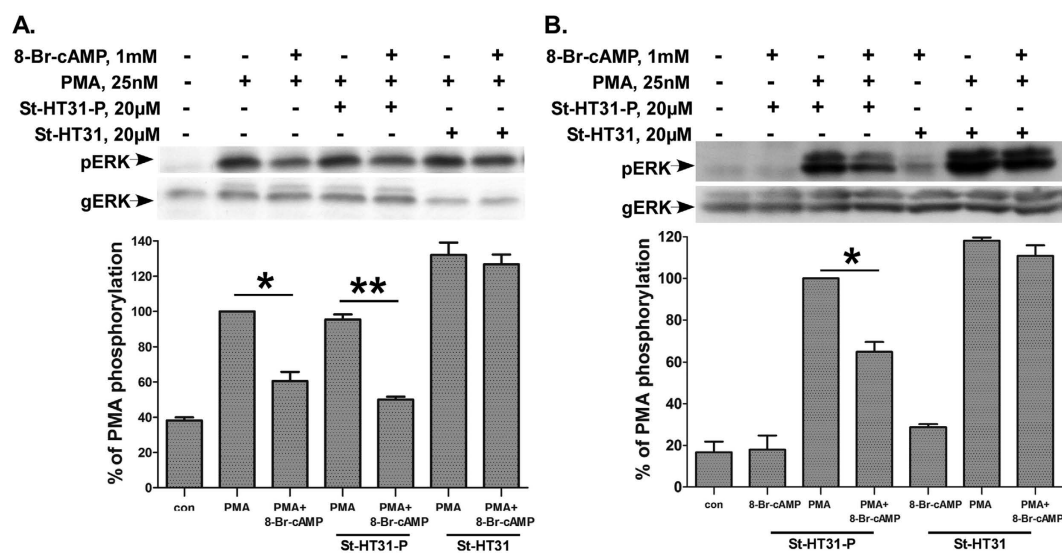 A.
8-Br-cAMP, 1mM - - + - + - +
PMA, 25nM - + + + + + +
St-HT31-P, 20µM - - - + + - -
St-HT31, 20µM - - - - - + +
pERK
gERK
% of PMA phosphorylation
140
120
100
80
60
40
20
0
*
**
con PMA PMA+ 8-Br-cAMP PMA PMA+ 8-Br-cAMP PMA PMA+ 8-Br-cAMP
St-HT31-P St-HT31
B.
8-Br-cAMP, 1mM - + - + + - +
PMA, 25nM - - + + - + +
St-HT31-P, 20µM - + + + - - -
St-HT31, 20µM - - - - + + +
pERK
gERK
% of PMA phosphorylation
120
100
80
60
40
20
0
*
con 8-Br-cAMP PMA PMA+ 8-Br-cAMP 8-Br-cAMP PMA PMA+ 8-Br-cAMP
St-HT31-P St-HT31